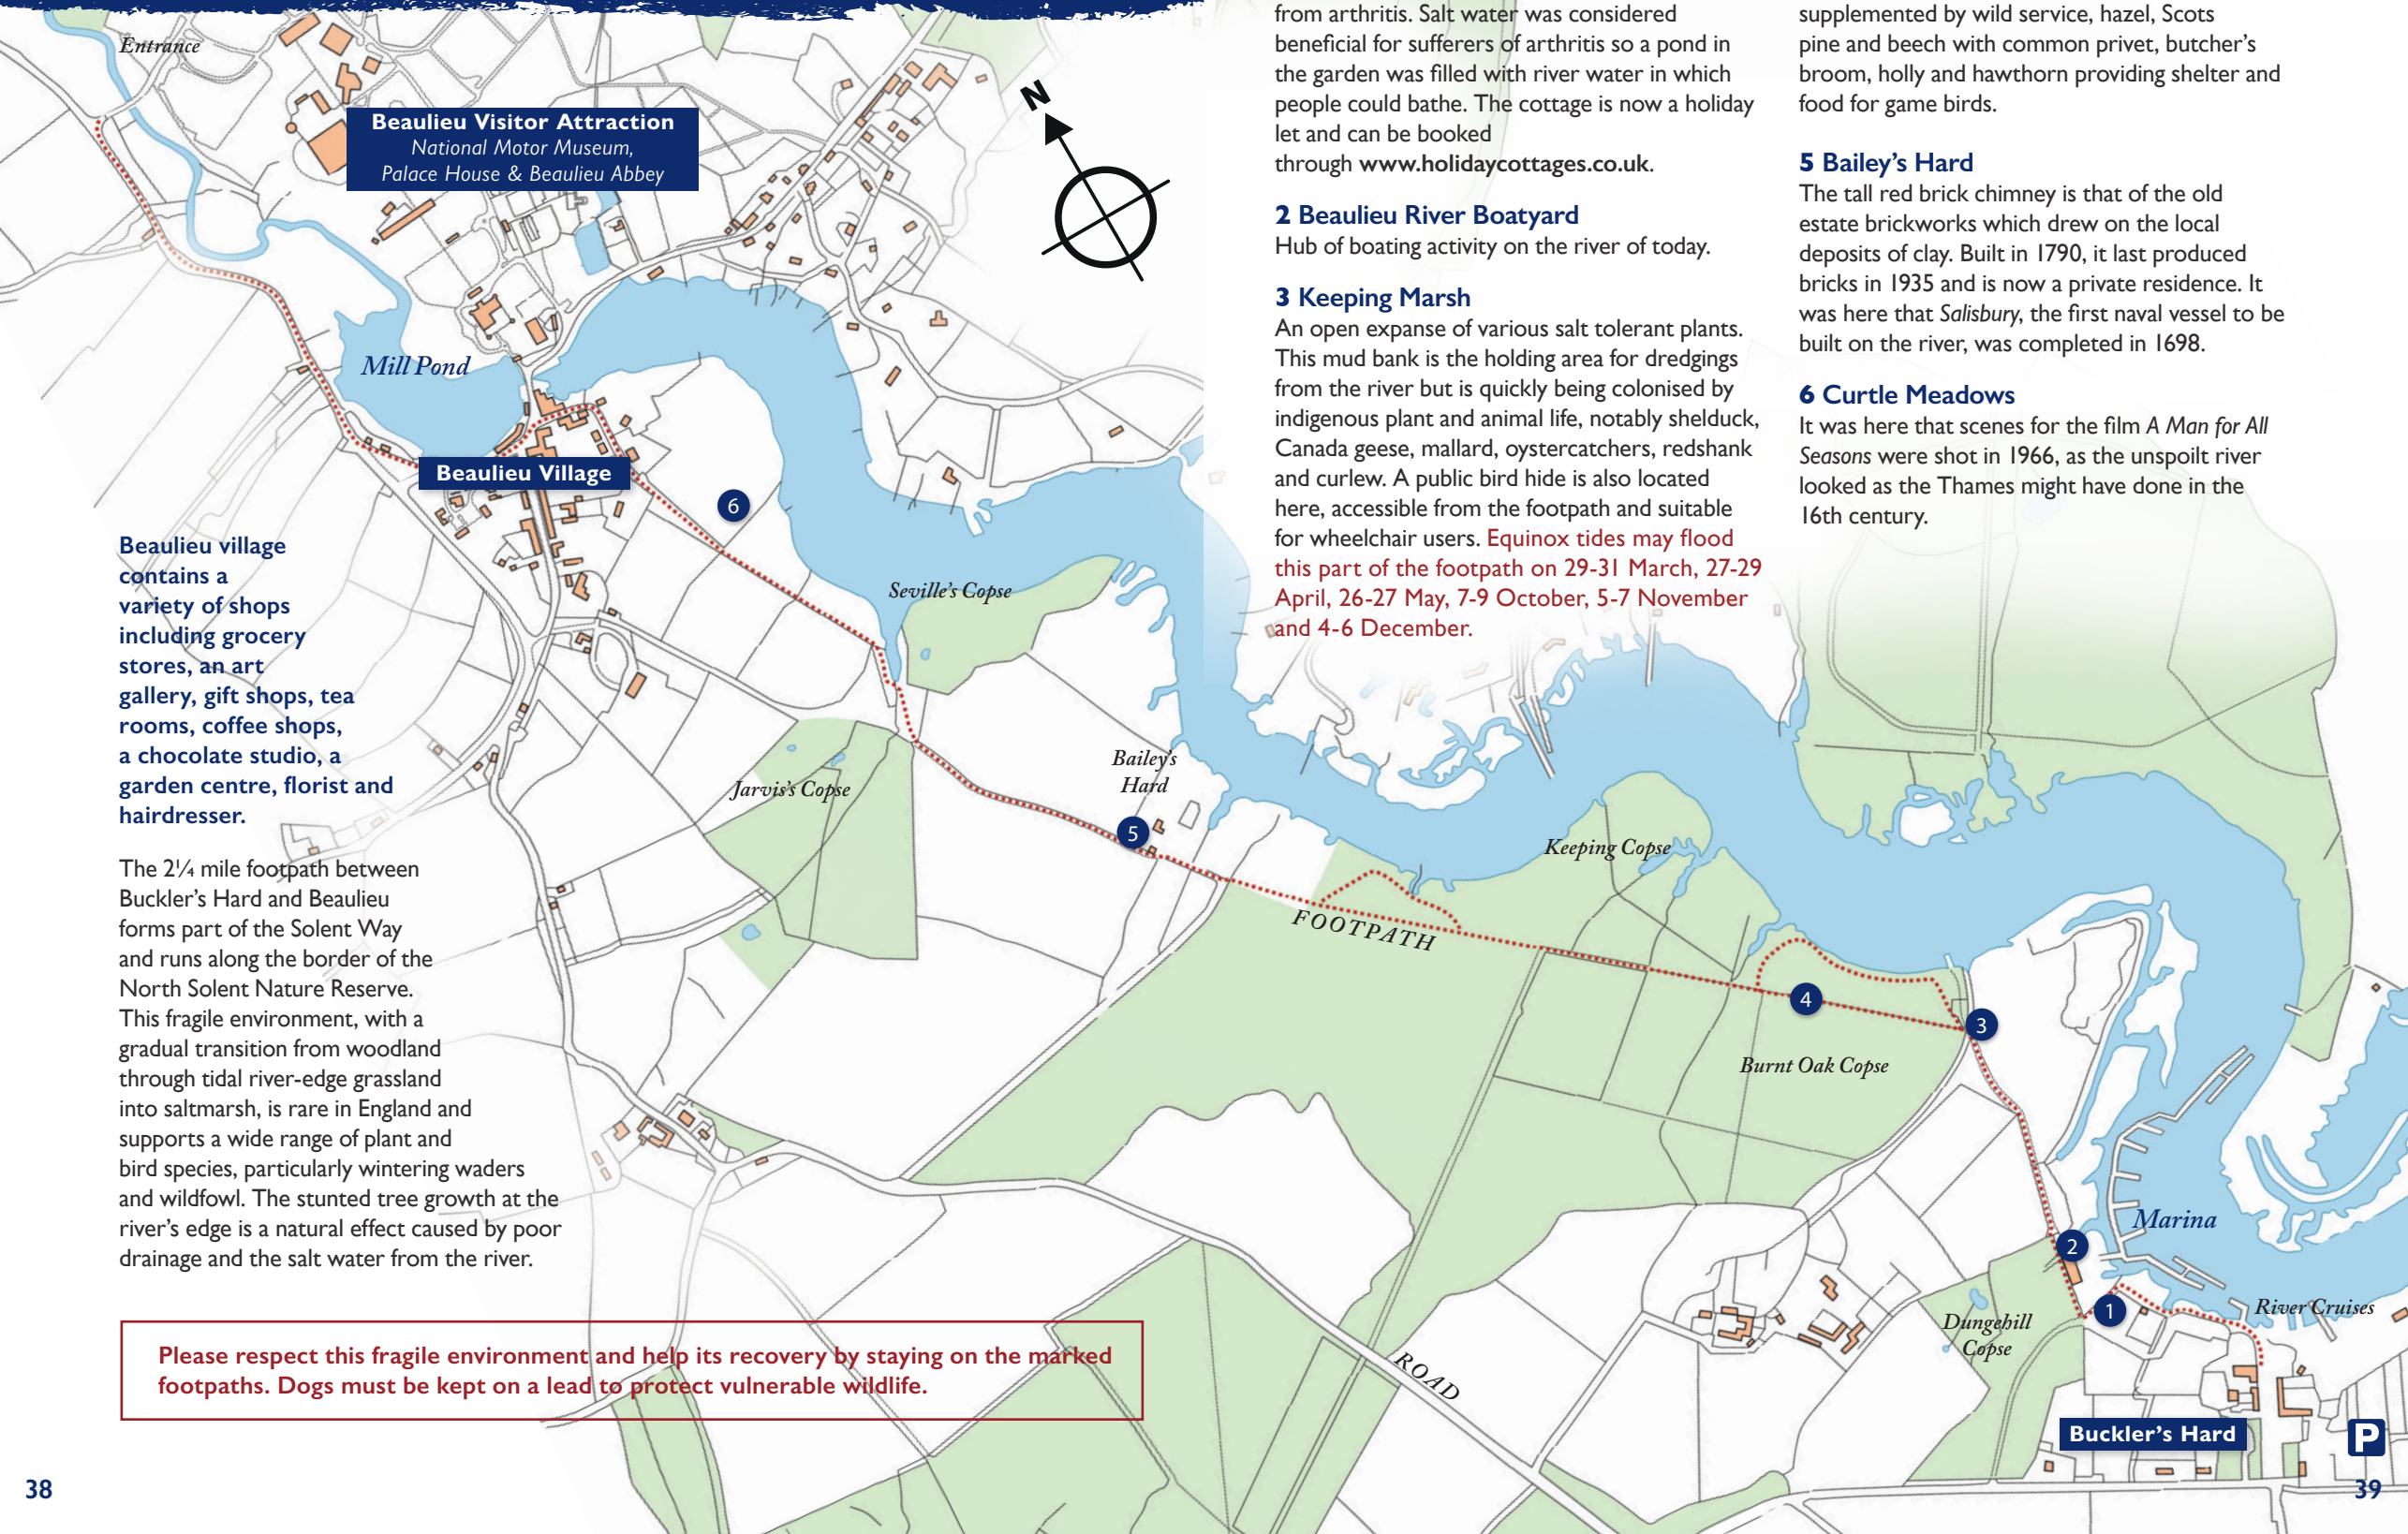 Entrance
Beaulieu Visitor Attraction
National Motor Museum,
Palace House & Beaulieu Abbey
N
Mill Pond
Beaulieu Village
6
Seville's Copse
Jarvis's Copse
Bailey's
Hard
5
Beaulieu village
contains a
variety of shops
including grocery
stores, an art
gallery, gift shops, tea
rooms, coffee shops,
a chocolate studio, a
garden centre, florist and
hairdresser.
The 2¼ mile footpath between
Buckler's Hard and Beaulieu
forms part of the Solent Way
and runs along the border of the
North Solent Nature Reserve.
This fragile environment, with a
gradual transition from woodland
through tidal river-edge grassland
into saltmarsh, is rare in England and
supports a wide range of plant and
bird species, particularly wintering waders
and wildfowl. The stunted tree growth at the
river's edge is a natural effect caused by poor
drainage and the salt water from the river.
Please respect this fragile environment and help its recovery by staying on the marked
footpaths. Dogs must be kept on a lead to protect vulnerable wildlife.
38
from arthritis. Salt water was considered
beneficial for sufferers of arthritis so a pond in
the garden was filled with river water in which
people could bathe. The cottage is now a holiday
let and can be booked
through www.holidaycottages.co.uk.
2 Beaulieu River Boatyard
Hub of boating activity on the river of today.
3 Keeping Marsh
An open expanse of various salt tolerant plants.
This mud bank is the holding area for dredgings
from the river but is quickly being colonised by
indigenous plant and animal life, notably shelduck,
Canada geese, mallard, oystercatchers, redshank
and curlew. A public bird hide is also located
here, accessible from the footpath and suitable
for wheelchair users. Equinox tides may flood
this part of the footpath on 29-31 March, 27-29
April, 26-27 May, 7-9 October, 5-7 November
and 4-6 December.
supplemented by wild service, hazel, Scots
pine and beech with common privet, butcher's
broom, holly and hawthorn providing shelter and
food for game birds.
5 Bailey's Hard
The tall red brick chimney is that of the old
estate brickworks which drew on the local
deposits of clay. Built in 1790, it last produced
bricks in 1935 and is now a private residence. It
was here that Salisbury, the first naval vessel to be
built on the river, was completed in 1698.
6 Curtle Meadows
It was here that scenes for the film A Man for All
Seasons were shot in 1966, as the unspoilt river
looked as the Thames might have done in the
16th century.
Keeping Copse
FOOTPATH
4
3
Burnt Oak Copse
Marina
2
1
River Cruises
Dungehill
Copse
ROAD
Buckler's Hard
P
39